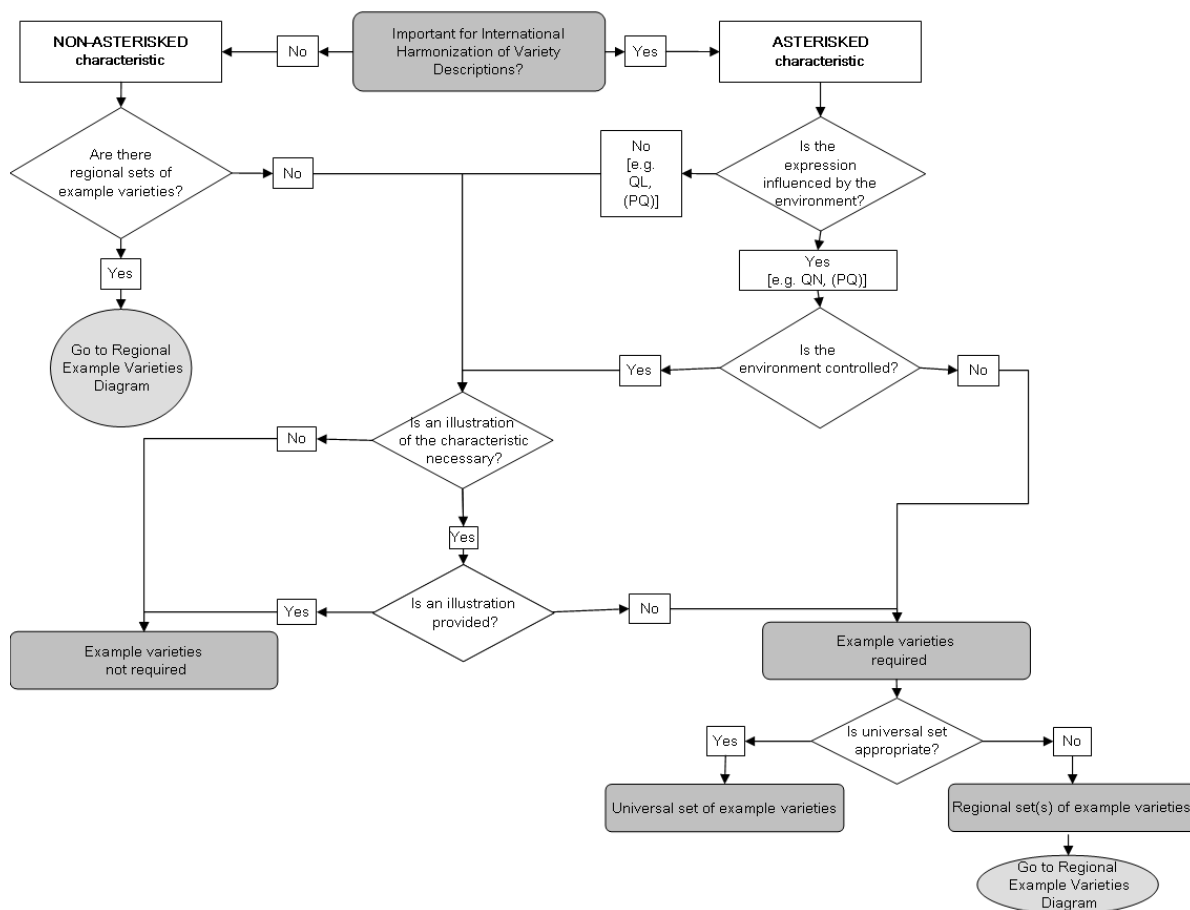 NON-ASTERISKED
characteristic
No
Important for International
Harmonization of Variety
Descriptions?
Yes
ASTERISKED
characteristic
Are there
regional sets of
example varieties?
No
No
[e.g.
QL,
(PQ)]
Is the
expression
influenced by the
environment?
Yes
Yes
[e.g. QN, (PQ)]
Go to Regional
Example Varieties
Diagram
Yes
Is the
environment controlled?
No
No
Is an illustration
of the characteristic
necessary?
Yes
Yes
Is an illustration
provided?
No
Example varieties
not required
Example varieties
required
Yes
Is universal set
appropriate?
No
Universal set of example varieties
Regional set(s) of example varieties
Go to Regional
Example Varieties
Diagram